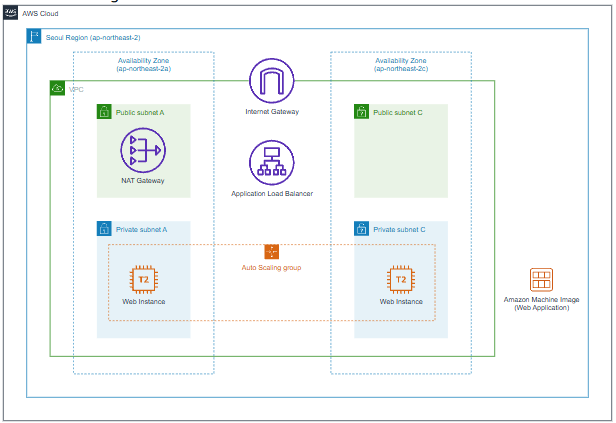 aws
AWS Cloud
Seoul Region (ap-northeast-2)
Availability Zone
(ap-northeast-2a)
Availability Zone
(ap-northeast-2c)
VPC
Internet Gateway
Public subnet A
Public subnet C
NAT Gateway
Application Load Balancer
Private subnet A
Private subnet C
Auto Scaling group
T2
T2
Web Instance
Web Instance
Amazon Machine Image
(Web Application)